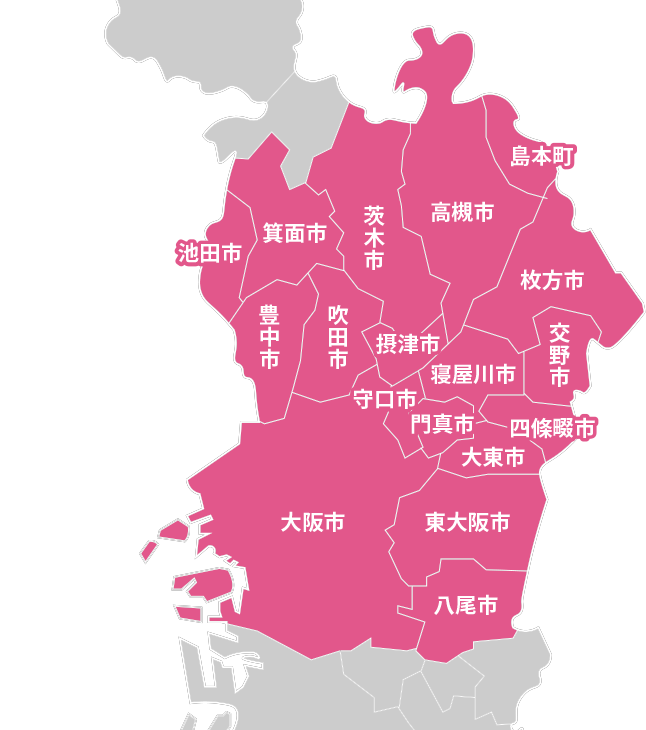 島本町
高槻市
茨木市
箕面市
池田市
枚方市
豊中市
吹田市
交野市
摂津市
寝屋川市
守口市
門真市
四條畷市
大東市
大阪市
東大阪市
八尾市